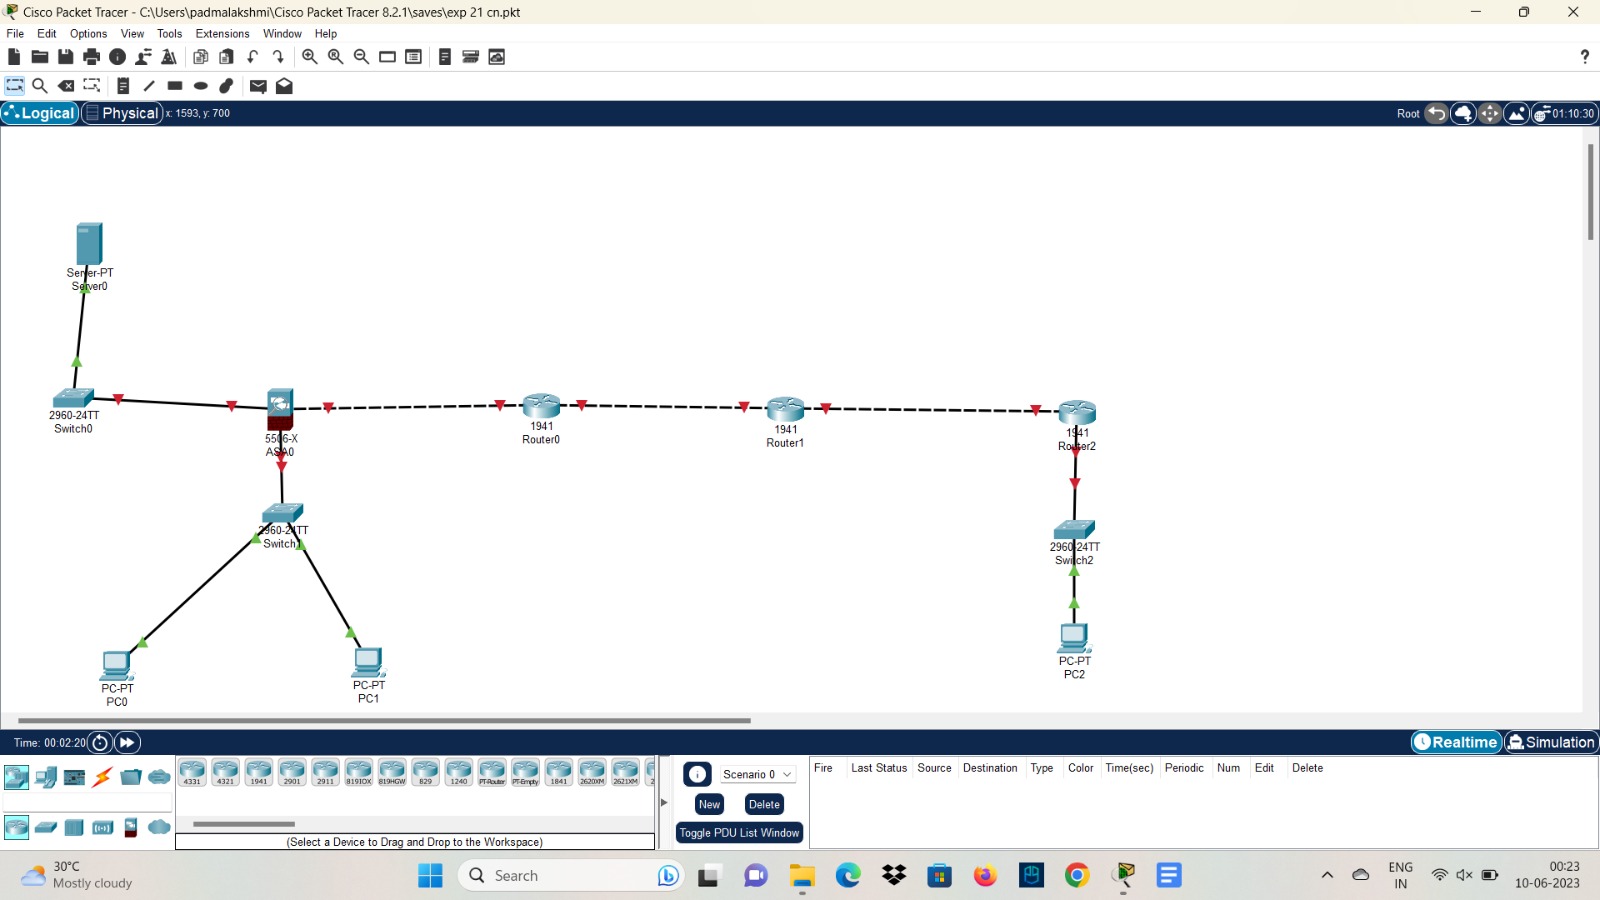 Cisco Packet Tracer - C:\Users\padmalakshmi\Cisco Packet Tracer 8.2.1\saves\exp 21 cn.pkt
File Edit Options View Tools Extensions Window Help
Logical Physical x: 1593, y: 700 Root 01:10:30
Server-PT
Server0
2960-24TT
Switch0
5506-X
ASA0
1941
Router0
1941
Router1
1941
Router2
2960-24TT
Switch1
2960-24TT
Switch2
PC-PT
PC0
PC-PT
PC1
PC-PT
PC2
Time: 00:02:20 Realtime Simulation
4331 4321 1941 2901 2911 819IOX 819HGW 829 1240 PT-Router PT-Empty 1841 2620XM 2621XM 2
(Select a Device to Drag and Drop to the Workspace)
Scenario 0
New Delete
Toggle PDU List Window
Fire Last Status Source Destination Type Color Time(sec) Periodic Num Edit Delete
30°C
Mostly cloudy
Search
ENG
IN
00:23
10-06-2023